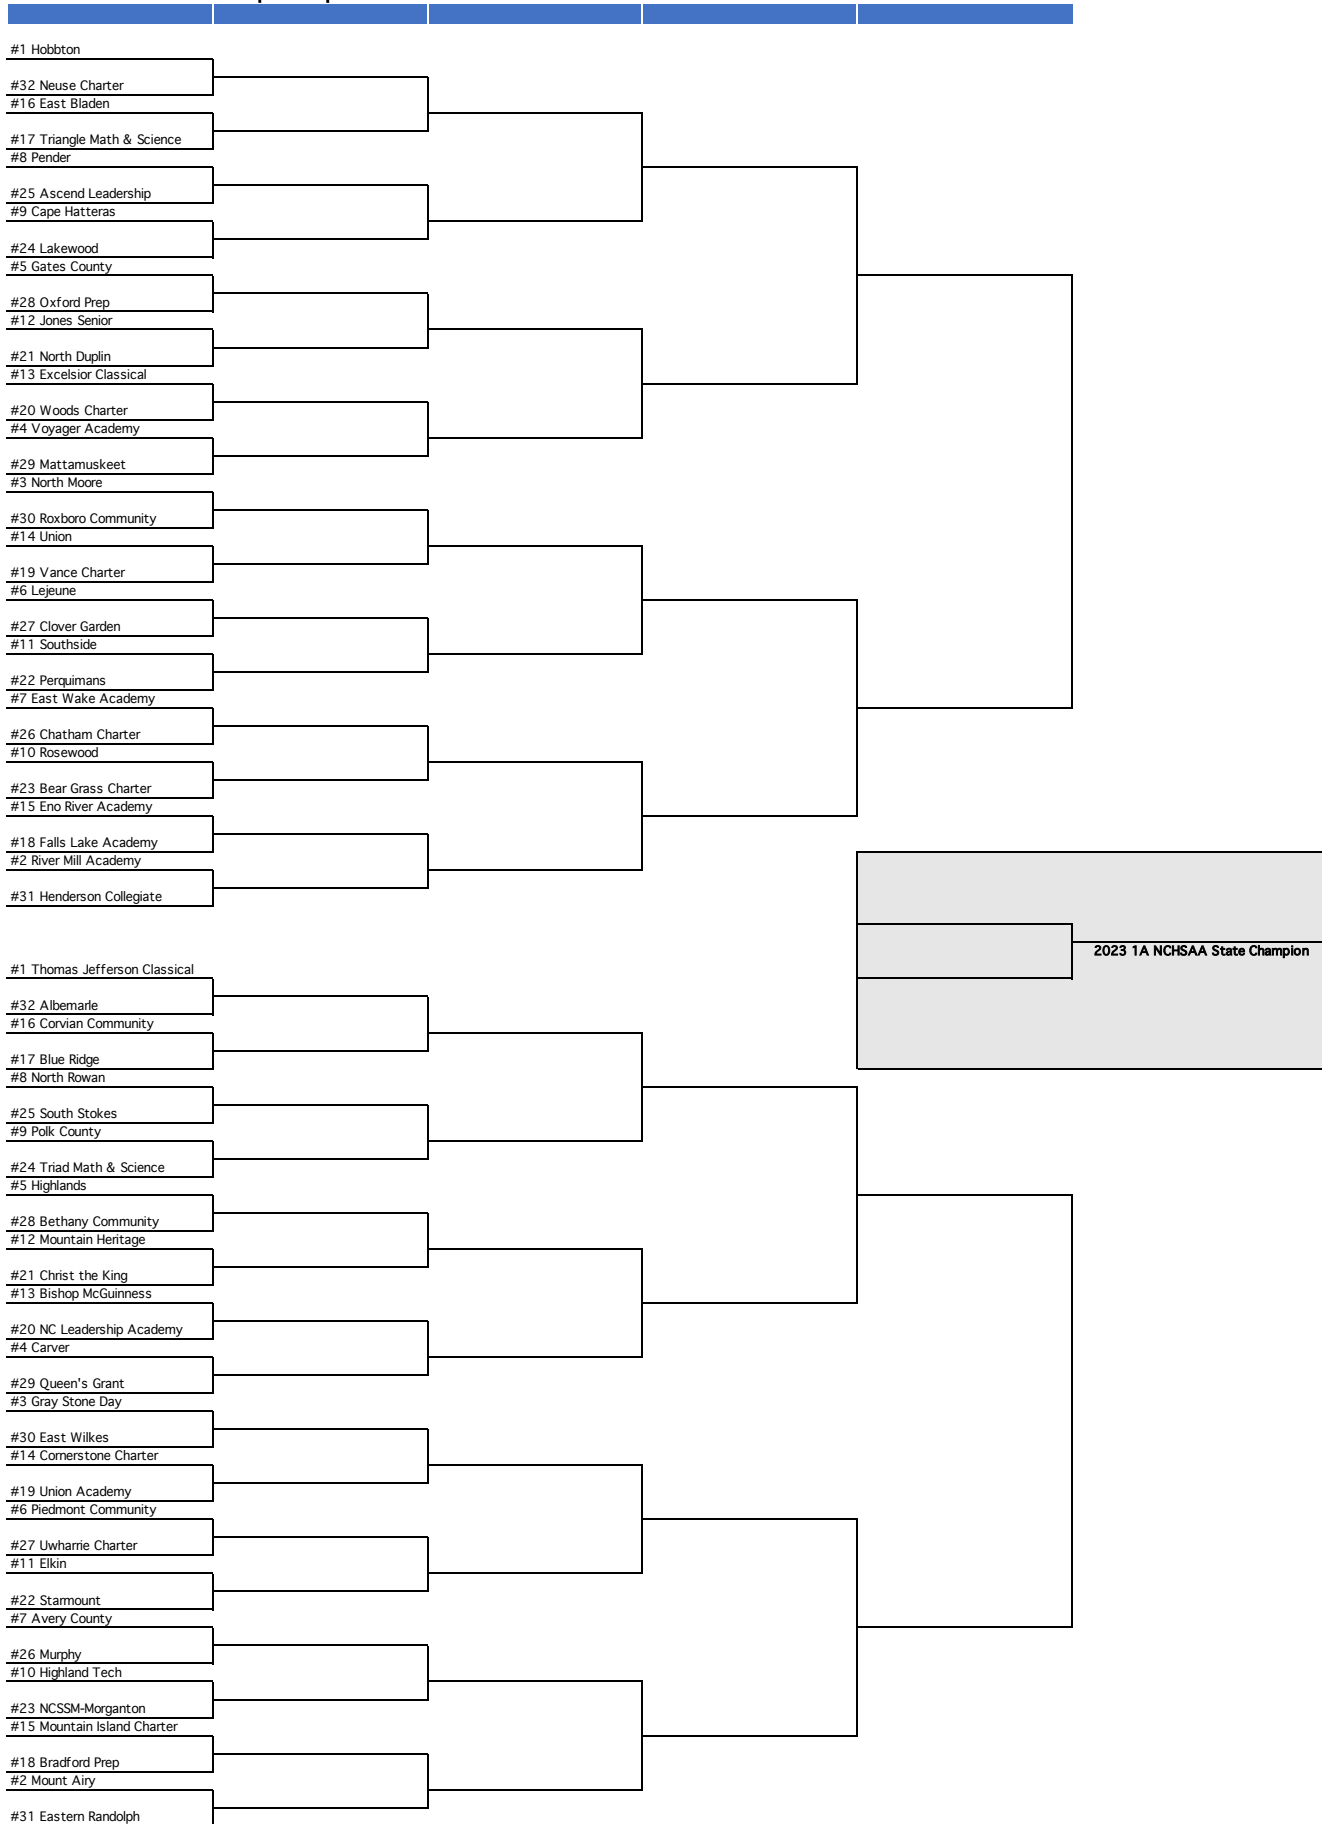 #1 Hobbton
#32 Neuse Charter
#16 East Bladen
#17 Triangle Math & Science
#8 Pender
#25 Ascend Leadership
#9 Cape Hatteras
#24 Lakewood
#5 Gates County
#28 Oxford Prep
#12 Jones Senior
#21 North Duplin
#13 Excelsior Classical
#20 Woods Charter
#4 Voyager Academy
#29 Mattamuskeet
#3 North Moore
#30 Roxboro Community
#14 Union
#19 Vance Charter
#6 Lejeune
#27 Clover Garden
#11 Southside
#22 Perquimans
#7 East Wake Academy
#26 Chatham Charter
#10 Rosewood
#23 Bear Grass Charter
#15 Eno River Academy
#18 Falls Lake Academy
#2 River Mill Academy
#31 Henderson Collegiate
2023 1A NCHSAA State Champion
#1 Thomas Jefferson Classical
#32 Albemarle
#16 Corvian Community
#17 Blue Ridge
#8 North Rowan
#25 South Stokes
#9 Polk County
#24 Triad Math & Science
#5 Highlands
#28 Bethany Community
#12 Mountain Heritage
#21 Christ the King
#13 Bishop McGuinness
#20 NC Leadership Academy
#4 Carver
#29 Queen's Grant
#3 Gray Stone Day
#30 East Wilkes
#14 Cornerstone Charter
#19 Union Academy
#6 Piedmont Community
#27 Uwharrie Charter
#11 Elkin
#22 Starmount
#7 Avery County
#26 Murphy
#10 Highland Tech
#23 NCSSM-Morganton
#15 Mountain Island Charter
#18 Bradford Prep
#2 Mount Airy
#31 Eastern Randolph